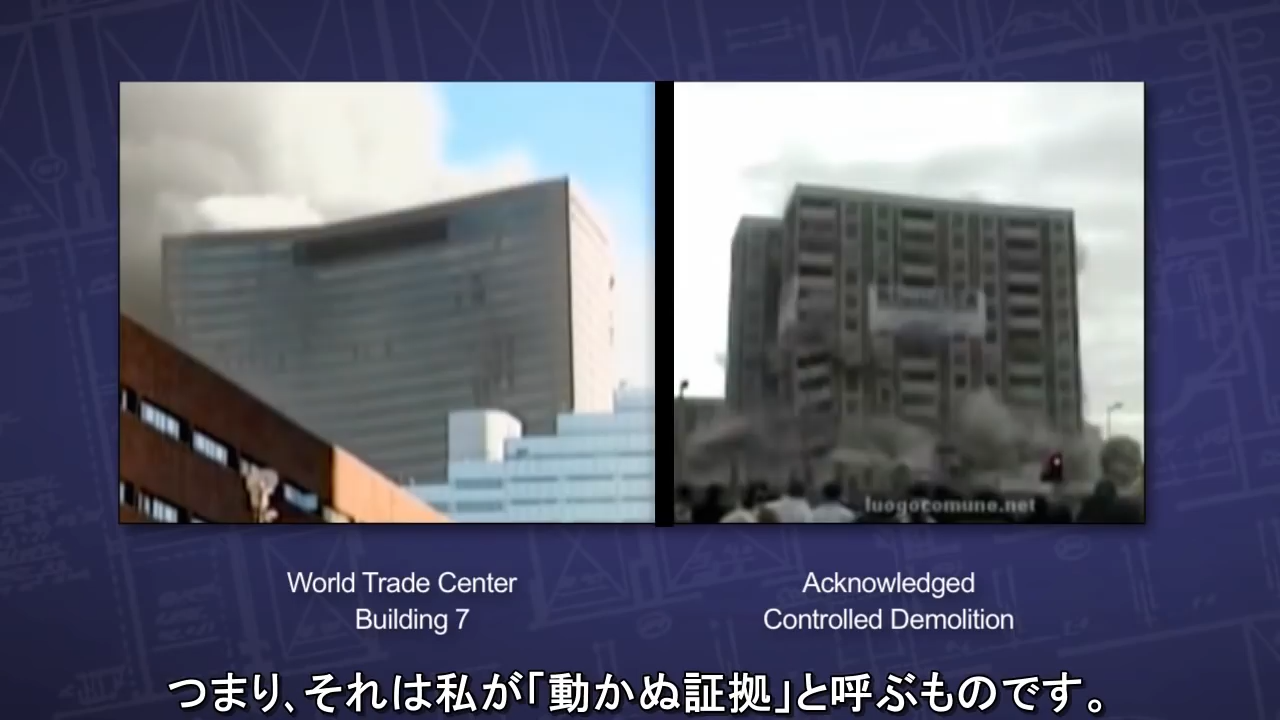 luogocomune.net
World Trade Center
Building 7
Acknowledged
Controlled Demolition
つまり、それは私が「動かぬ証拠」と呼ぶものです。